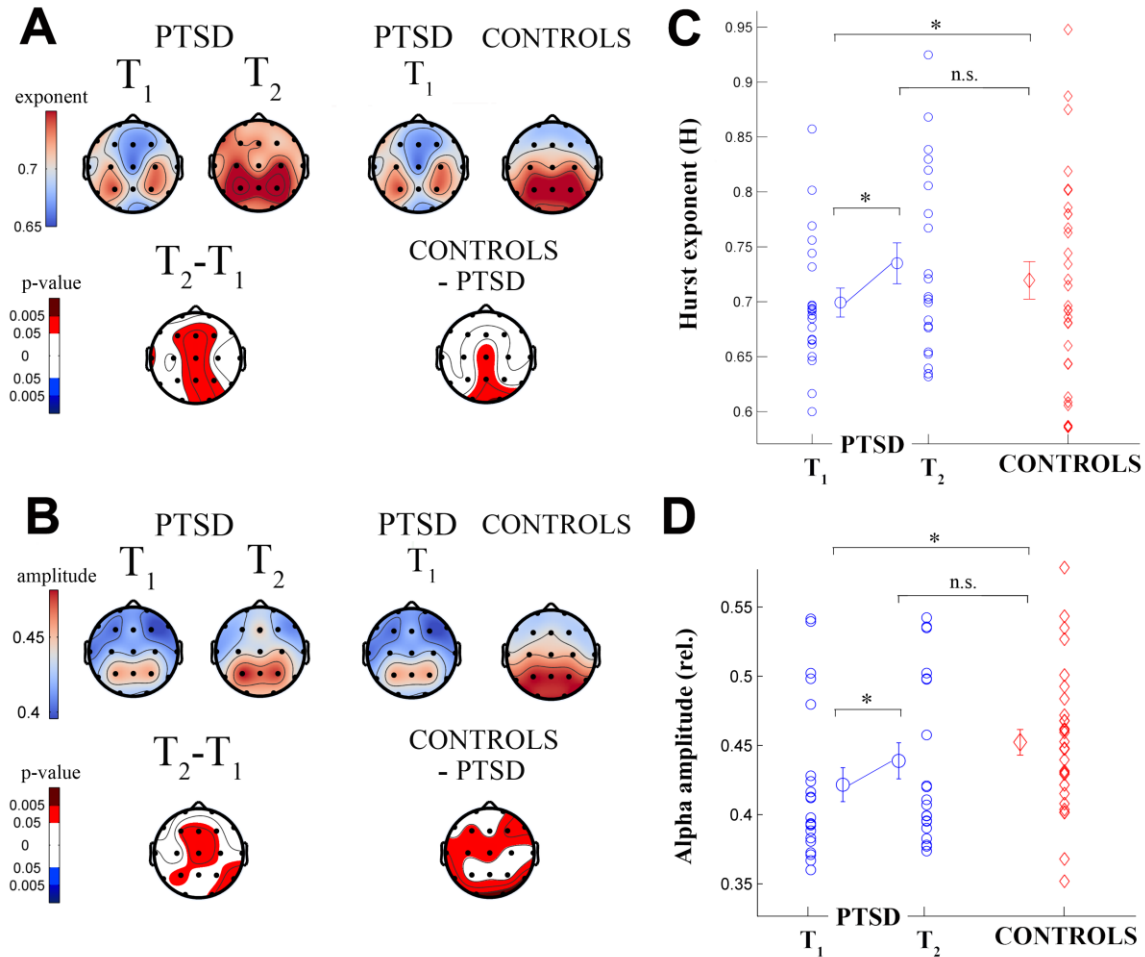 A
PTSD
T1
T2
exponent
0.7
0.65
PTSD
T1
CONTROLS
T2-T1
CONTROLS
- PTSD
p-value
0.005
0.05
0
0.05
0.005
B
PTSD
T1
T2
amplitude
0.45
0.4
PTSD
T1
CONTROLS
T2-T1
CONTROLS
- PTSD
p-value
0.005
0.05
0
0.05
0.005
C
Hurst exponent (H)
0.95
0.9
0.85
0.8
0.75
0.7
0.65
0.6
*
n.s.
*
T1
PTSD
T2
CONTROLS
D
Alpha amplitude (rel.)
0.55
0.5
0.45
0.4
0.35
*
n.s.
*
T1
PTSD
T2
CONTROLS